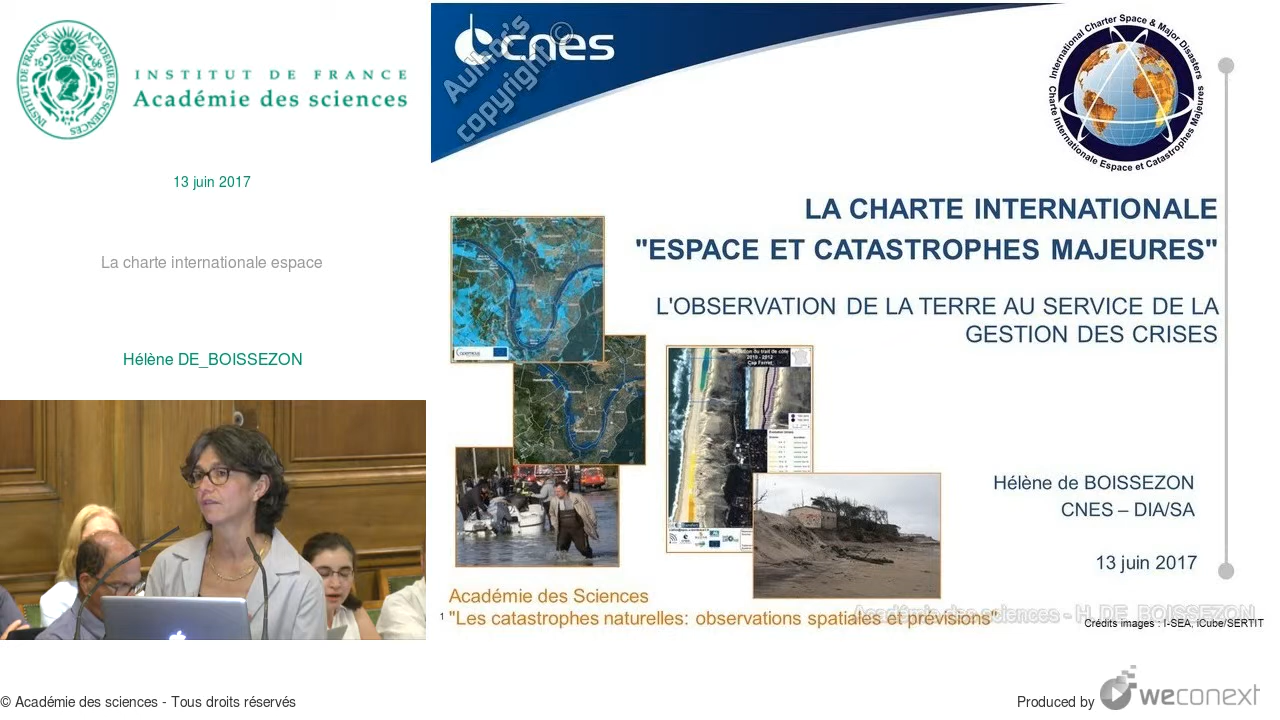 INSTITUT DE FRANCE
Académie des sciences
13 juin 2017
La charte internationale espace
Hélène DE_BOISSEZON
cnes
Author's
copyright ©
International Charter Space & Major Disasters
Charte Internationale Espace et Catastrophes Majeures
LA CHARTE INTERNATIONALE
"ESPACE ET CATASTROPHES MAJEURES"
L'OBSERVATION DE LA TERRE AU SERVICE DE LA
GESTION DES CRISES
Hélène de BOISSEZON
CNES – DIA/SA
13 juin 2017
Académie des Sciences
1 "Les catastrophes naturelles: observations spatiales et prévisions"
Académie des sciences - H. DE_BOISSEZON
Crédits images : I-SEA, iCube/SERTIT
© Académie des sciences - Tous droits réservés
Produced by weconext